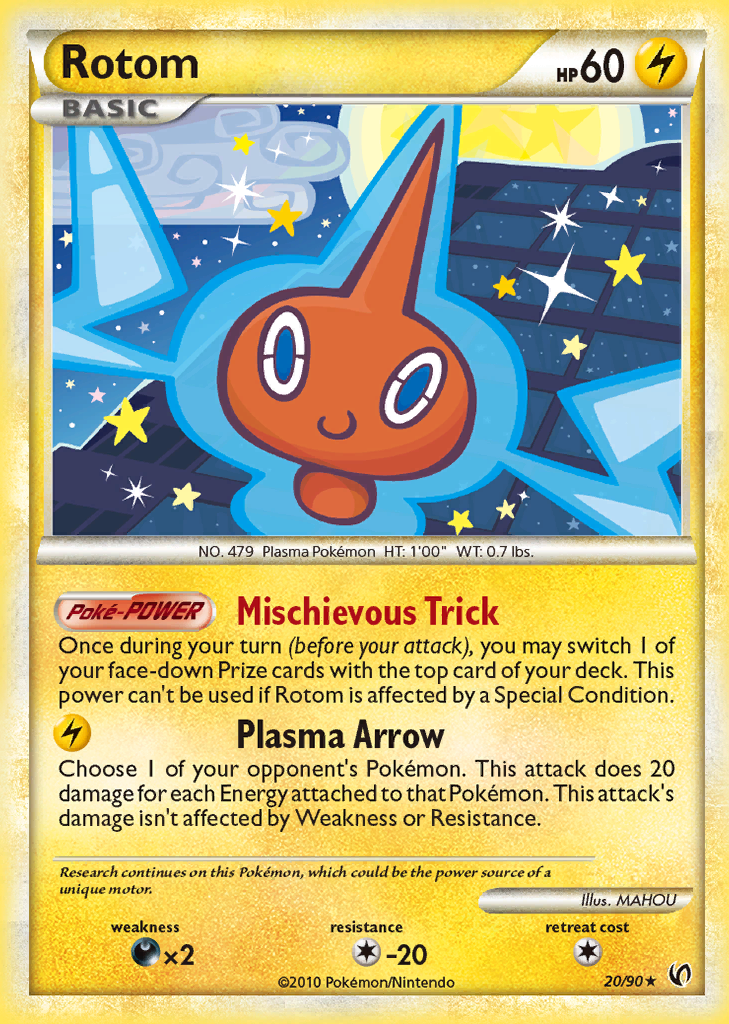 Rotom
HP60
BASIC
NO. 479 Plasma Pokémon HT: 1'00" WT: 0.7 lbs.
Poké-POWER Mischievous Trick
Once during your turn (before your attack), you may switch 1 of
your face-down Prize cards with the top card of your deck. This
power can't be used if Rotom is affected by a Special Condition.
Plasma Arrow
Choose 1 of your opponent's Pokémon. This attack does 20
damage for each Energy attached to that Pokémon. This attack's
damage isn't affected by Weakness or Resistance.
Research continues on this Pokémon, which could be the power source of a
unique motor.
Illus. MAHOU
weakness resistance retreat cost
×2 -20
©2010 Pokémon/Nintendo 20/90★